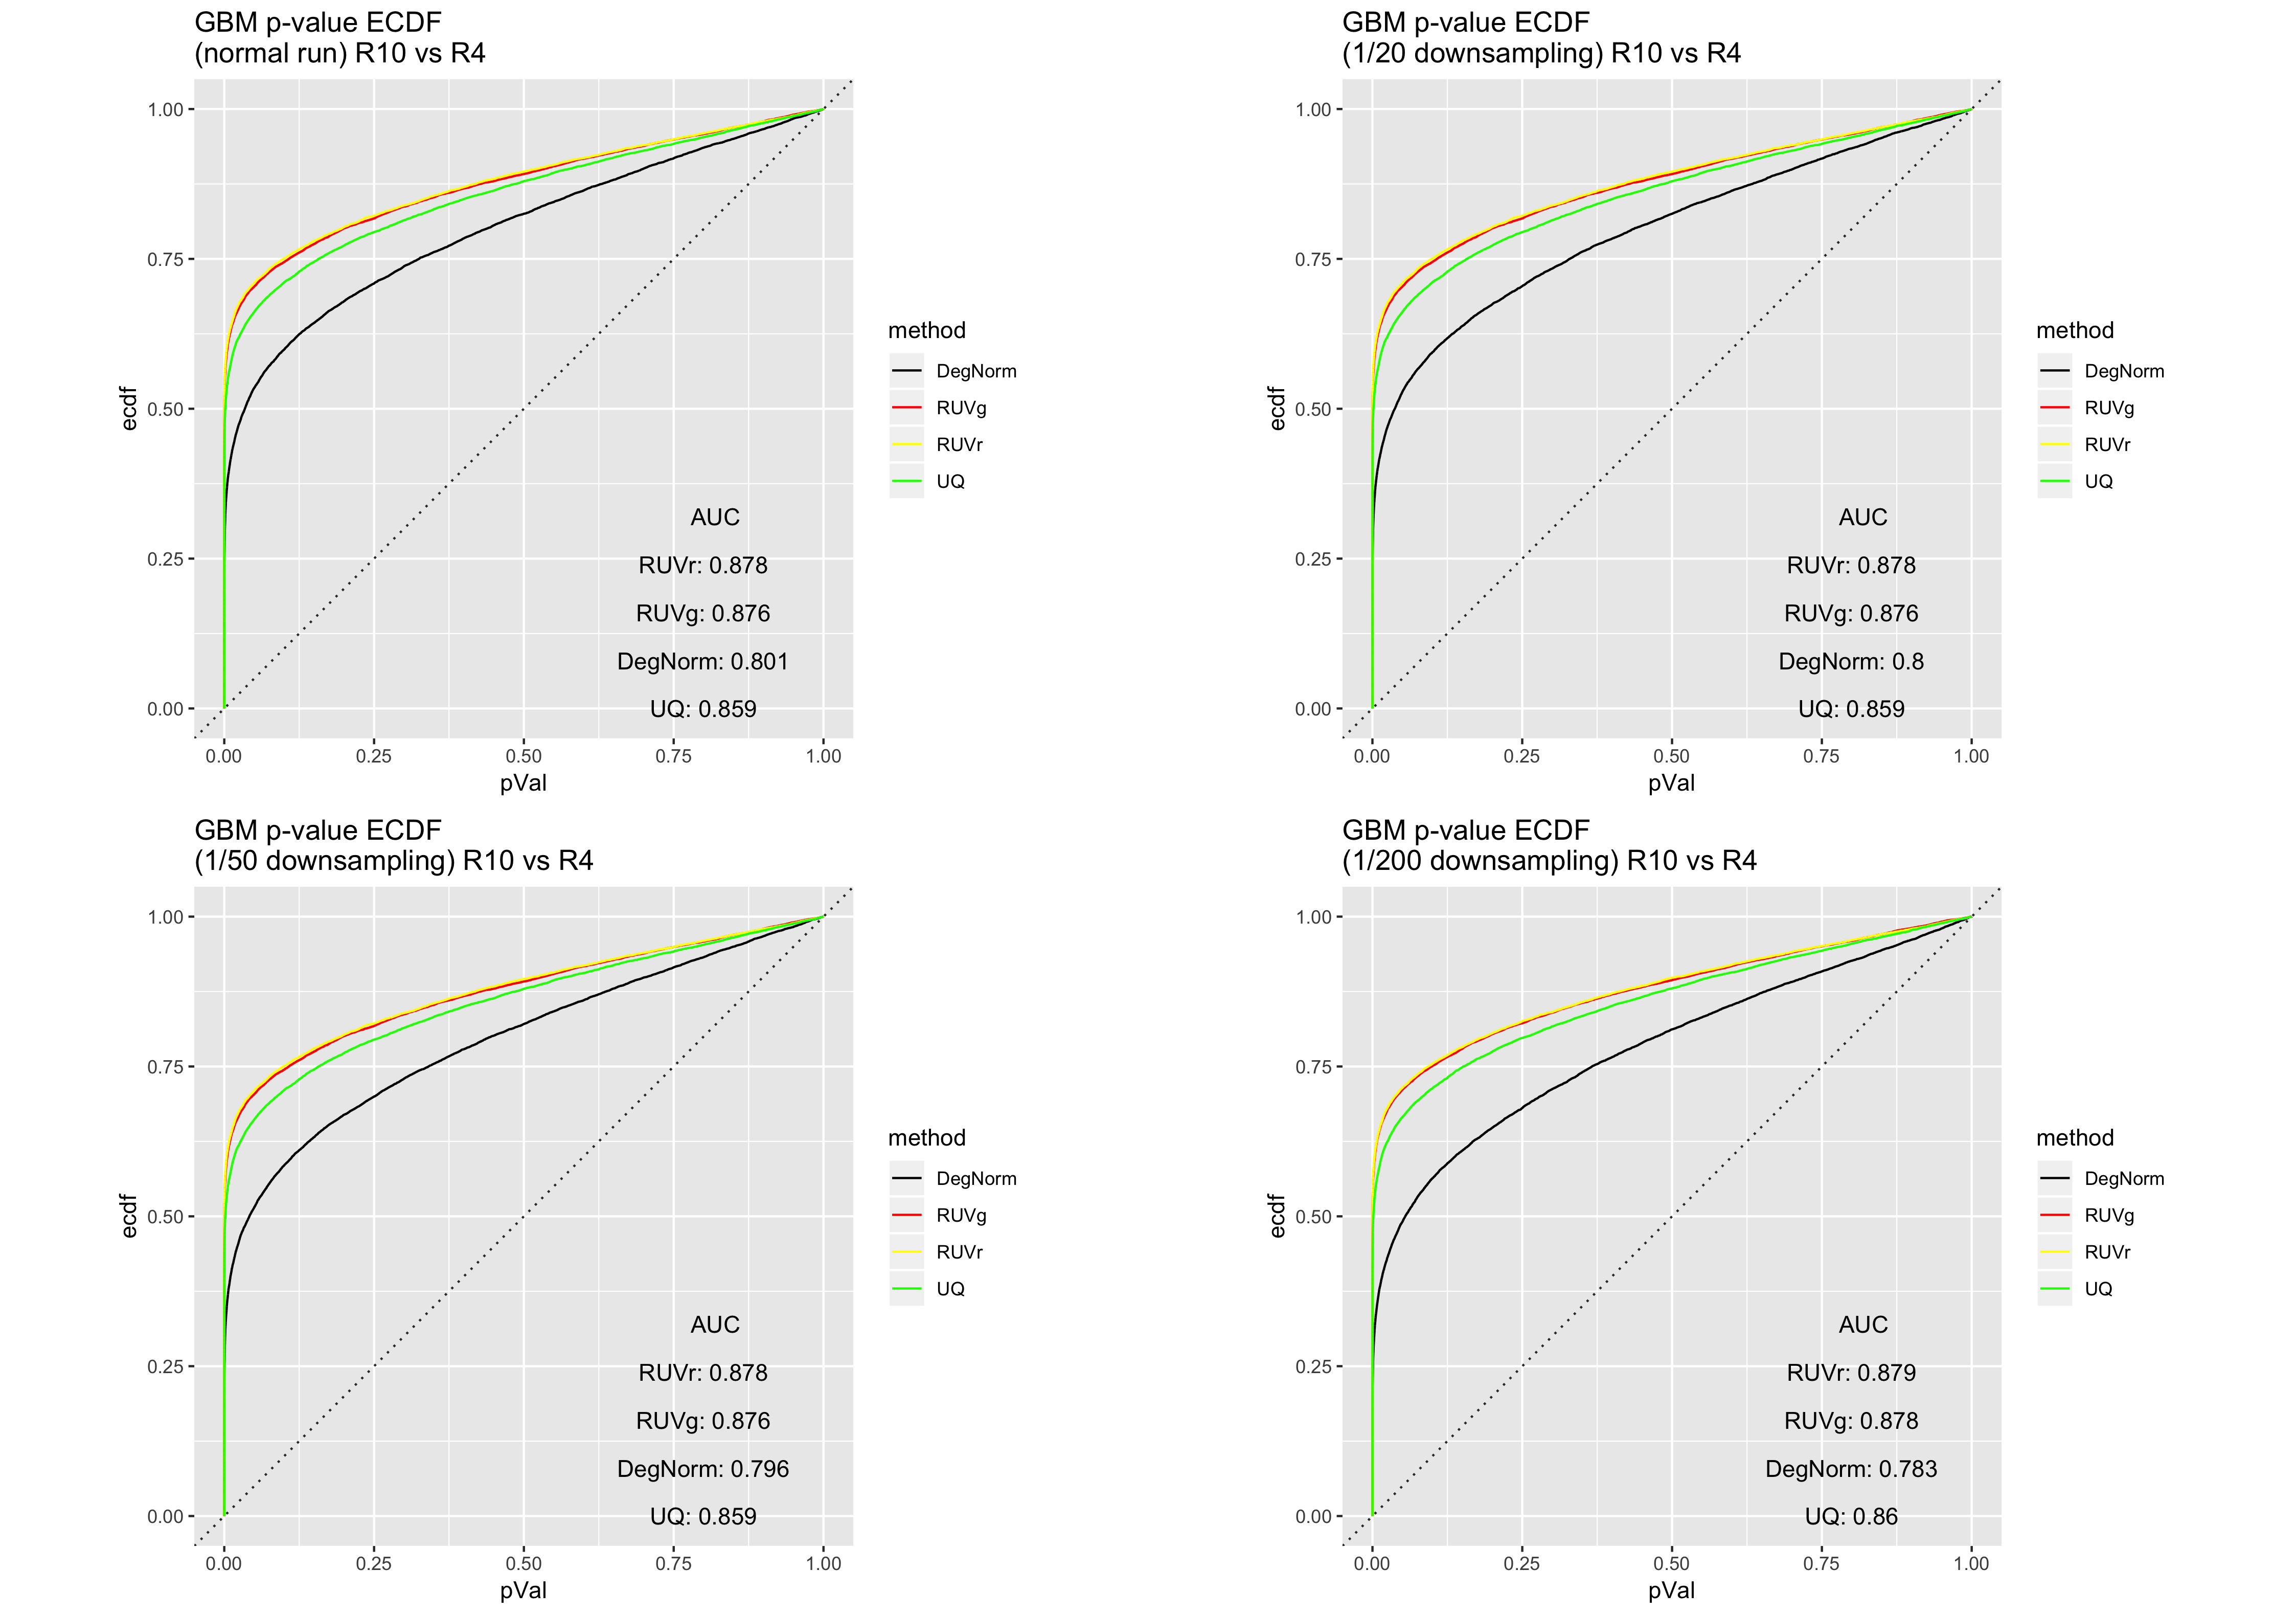 GBM p-value ECDF
(normal run) R10 vs R4
1.00
0.75
0.50
0.25
0.00
ecdf
0.00 0.25 0.50 0.75 1.00
pVal
AUC
RUVr: 0.878
RUVg: 0.876
DegNorm: 0.801
UQ: 0.859
method
DegNorm
RUVg
RUVr
UQ
GBM p-value ECDF
(1/20 downsampling) R10 vs R4
1.00
0.75
0.50
0.25
0.00
ecdf
0.00 0.25 0.50 0.75 1.00
pVal
AUC
RUVr: 0.878
RUVg: 0.876
DegNorm: 0.8
UQ: 0.859
method
DegNorm
RUVg
RUVr
UQ
GBM p-value ECDF
(1/50 downsampling) R10 vs R4
1.00
0.75
0.50
0.25
0.00
ecdf
0.00 0.25 0.50 0.75 1.00
pVal
AUC
RUVr: 0.878
RUVg: 0.876
DegNorm: 0.796
UQ: 0.859
method
DegNorm
RUVg
RUVr
UQ
GBM p-value ECDF
(1/200 downsampling) R10 vs R4
1.00
0.75
0.50
0.25
0.00
ecdf
0.00 0.25 0.50 0.75 1.00
pVal
AUC
RUVr: 0.879
RUVg: 0.878
DegNorm: 0.783
UQ: 0.86
method
DegNorm
RUVg
RUVr
UQ